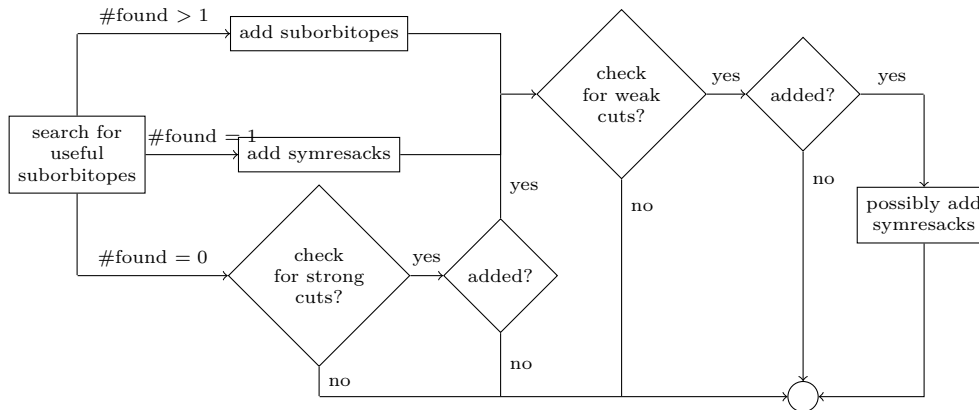 #found > 1
add suborbitopes
search for
useful
suborbitopes
#found = 1
add symresacks
#found = 0
check
for strong
cuts?
yes
added?
yes
no
no
check
for weak
cuts?
yes
no
added?
yes
no
possibly add
symresacks